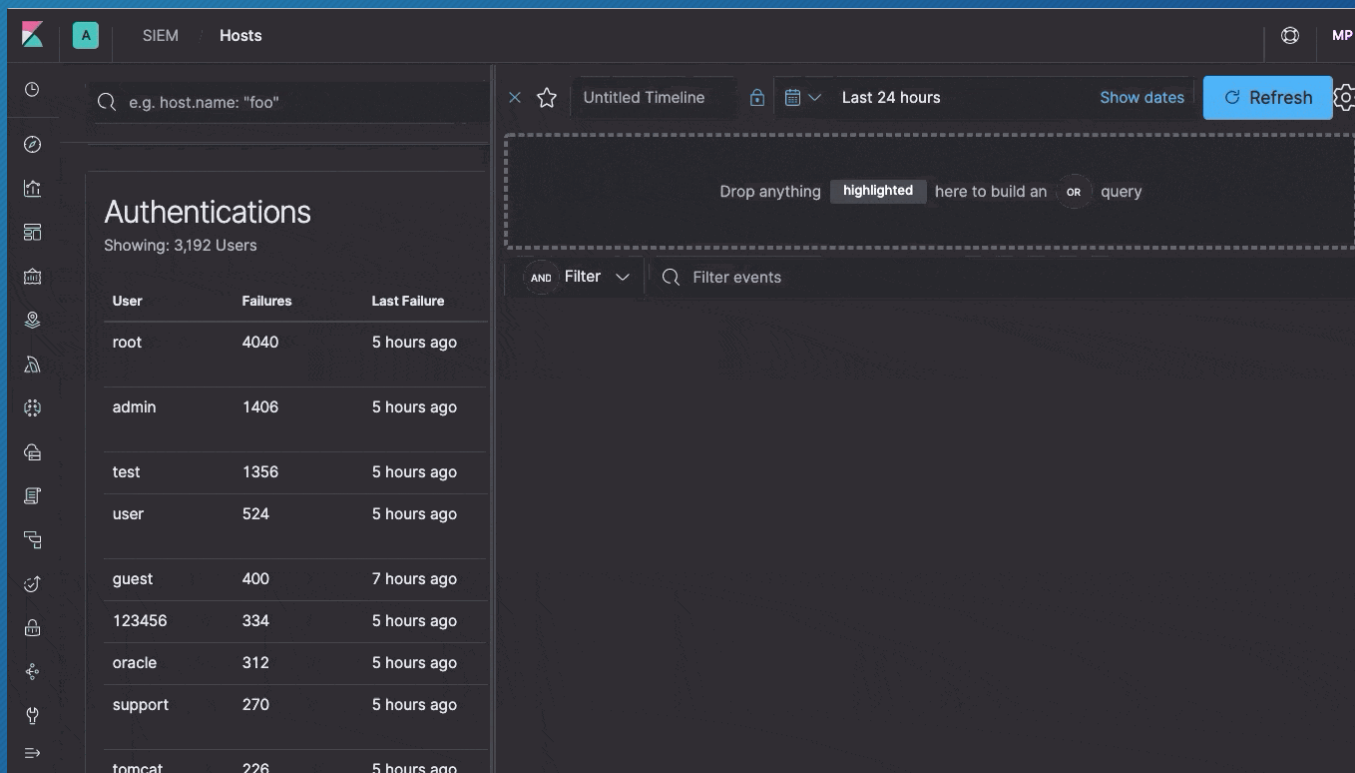 A SIEM / Hosts MP
e.g. host.name: "foo"
Authentications
Showing: 3,192 Users
User Failures Last Failure
root 4040 5 hours ago
admin 1406 5 hours ago
test 1356 5 hours ago
user 524 5 hours ago
guest 400 7 hours ago
123456 334 5 hours ago
oracle 312 5 hours ago
support 270 5 hours ago
tomcat 226 5 hours ago
Untitled Timeline Last 24 hours Show dates Refresh
Drop anything highlighted here to build an OR query
AND Filter Filter events